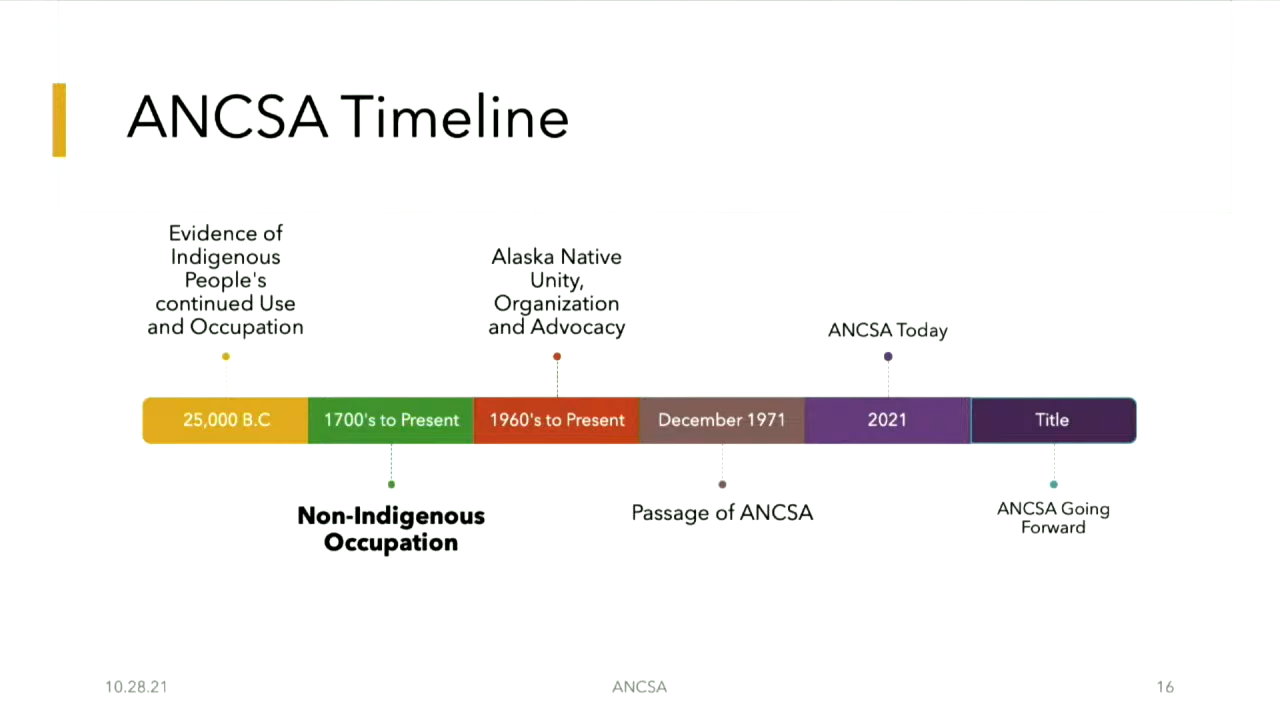 ANCSA Timeline
Evidence of
Indigenous
People's
continued Use
and Occupation
Alaska Native
Unity,
Organization
and Advocacy
ANCSA Today
25,000 B.C
1700's to Present
1960's to Present
December 1971
2021
Title
Non-Indigenous
Occupation
Passage of ANCSA
ANCSA Going
Forward
10.28.21
ANCSA
16